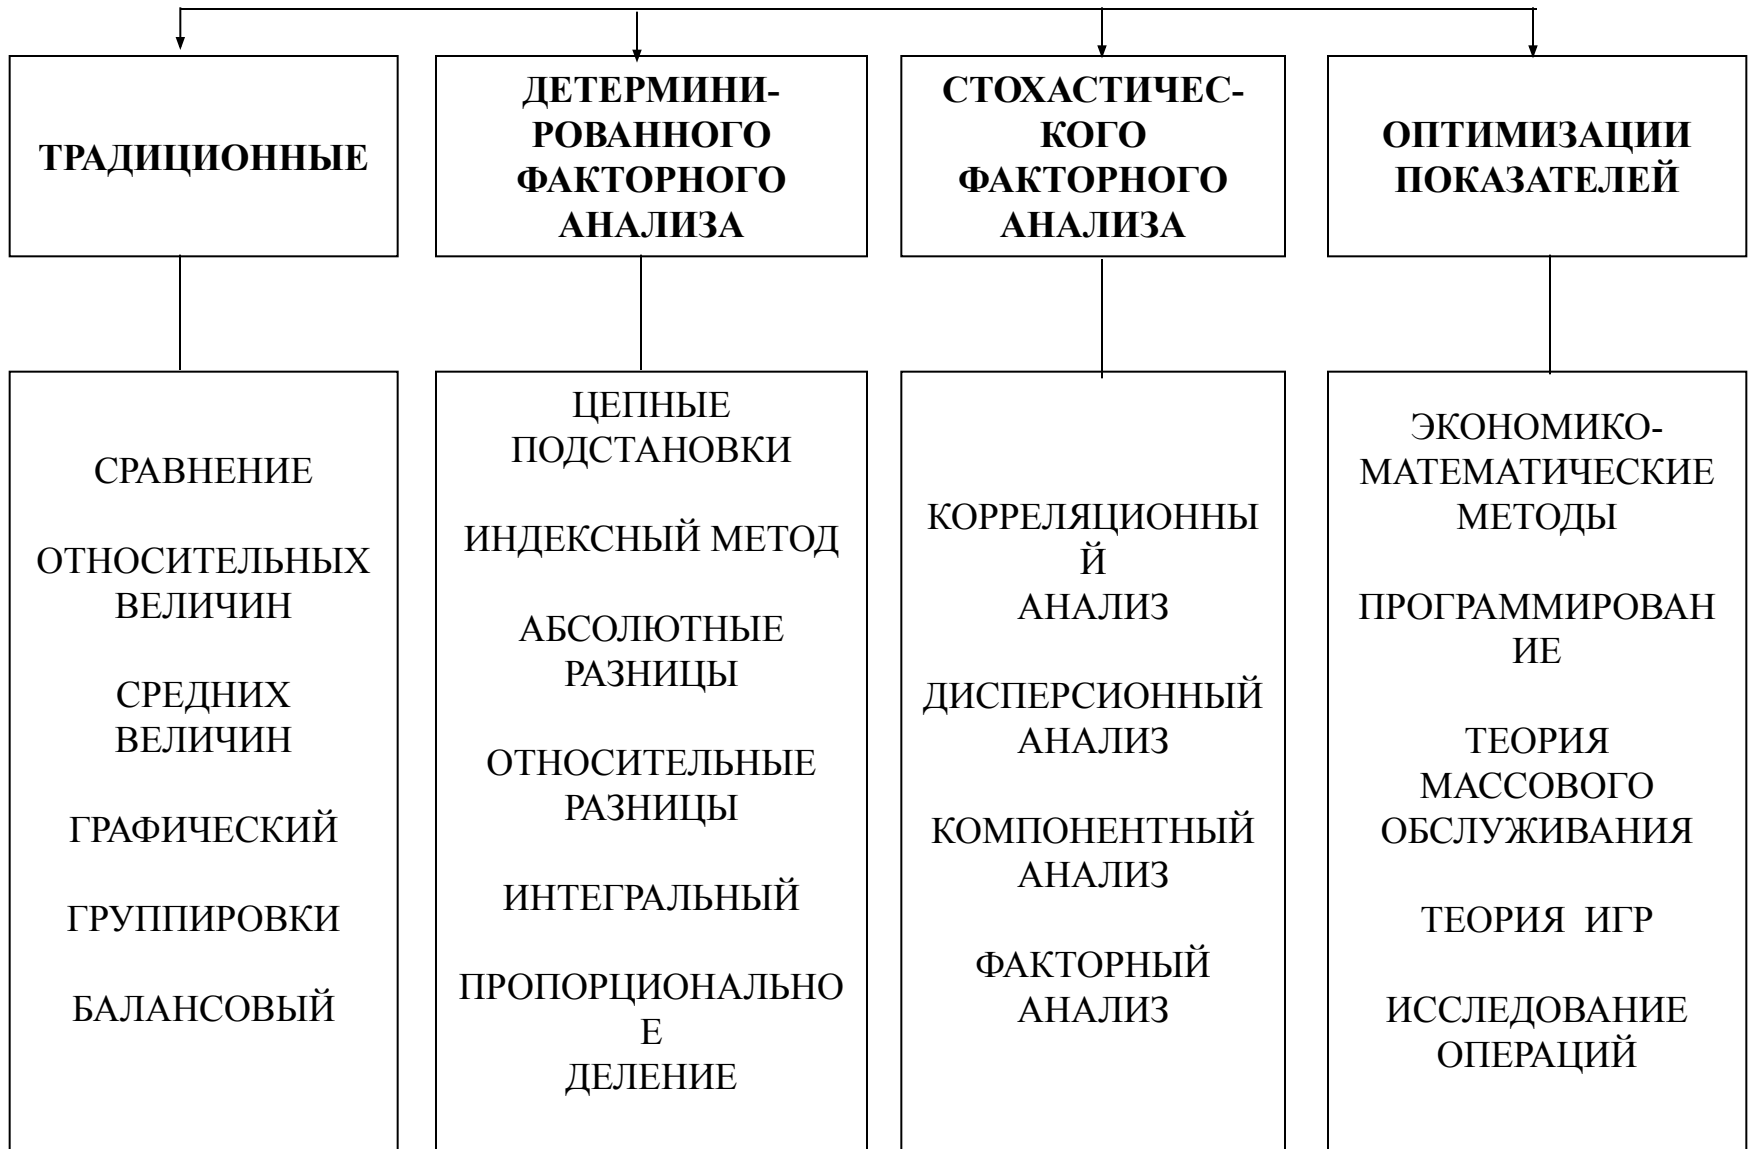 ТРАДИЦИОННЫЕ
ДЕТЕРМИНИ-
РОВАННОГО
ФАКТОРНОГО
АНАЛИЗА
СТОХАСТИЧЕС-
КОГО
ФАКТОРНОГО
АНАЛИЗА
ОПТИМИЗАЦИИ
ПОКАЗАТЕЛЕЙ
СРАВНЕНИЕ
ОТНОСИТЕЛЬНЫХ
ВЕЛИЧИН
СРЕДНИХ
ВЕЛИЧИН
ГРАФИЧЕСКИЙ
ГРУППИРОВКИ
БАЛАНСОВЫЙ
ЦЕПНЫЕ
ПОДСТАНОВКИ
ИНДЕКСНЫЙ МЕТОД
АБСОЛЮТНЫЕ
РАЗНИЦЫ
ОТНОСИТЕЛЬНЫЕ
РАЗНИЦЫ
ИНТЕГРАЛЬНЫЙ
ПРОПОРЦИОНАЛЬНО
Е
ДЕЛЕНИЕ
КОРРЕЛЯЦИОННЫ
Й
АНАЛИЗ
ДИСПЕРСИОННЫЙ
АНАЛИЗ
КОМПОНЕНТНЫЙ
АНАЛИЗ
ФАКТОРНЫЙ
АНАЛИЗ
ЭКОНОМИКО-
МАТЕМАТИЧЕСКИЕ
МЕТОДЫ
ПРОГРАММИРОВАН
ИЕ
ТЕОРИЯ
МАССОВОГО
ОБСЛУЖИВАНИЯ
ТЕОРИЯ ИГР
ИССЛЕДОВАНИЕ
ОПЕРАЦИЙ